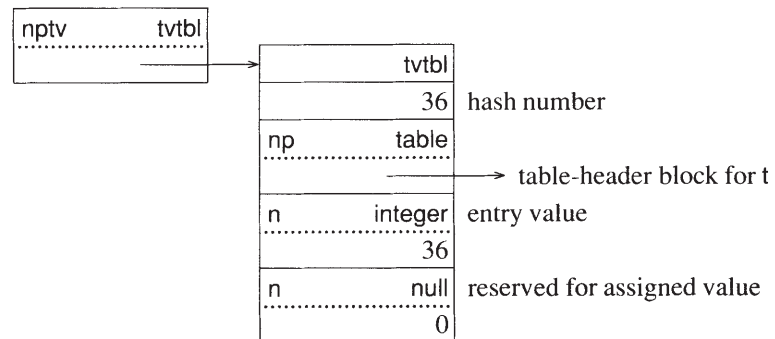 nptv tvtbl
tvtbl
36 hash number
np table
table-header block for t
n integer entry value
36
n null reserved for assigned value
0